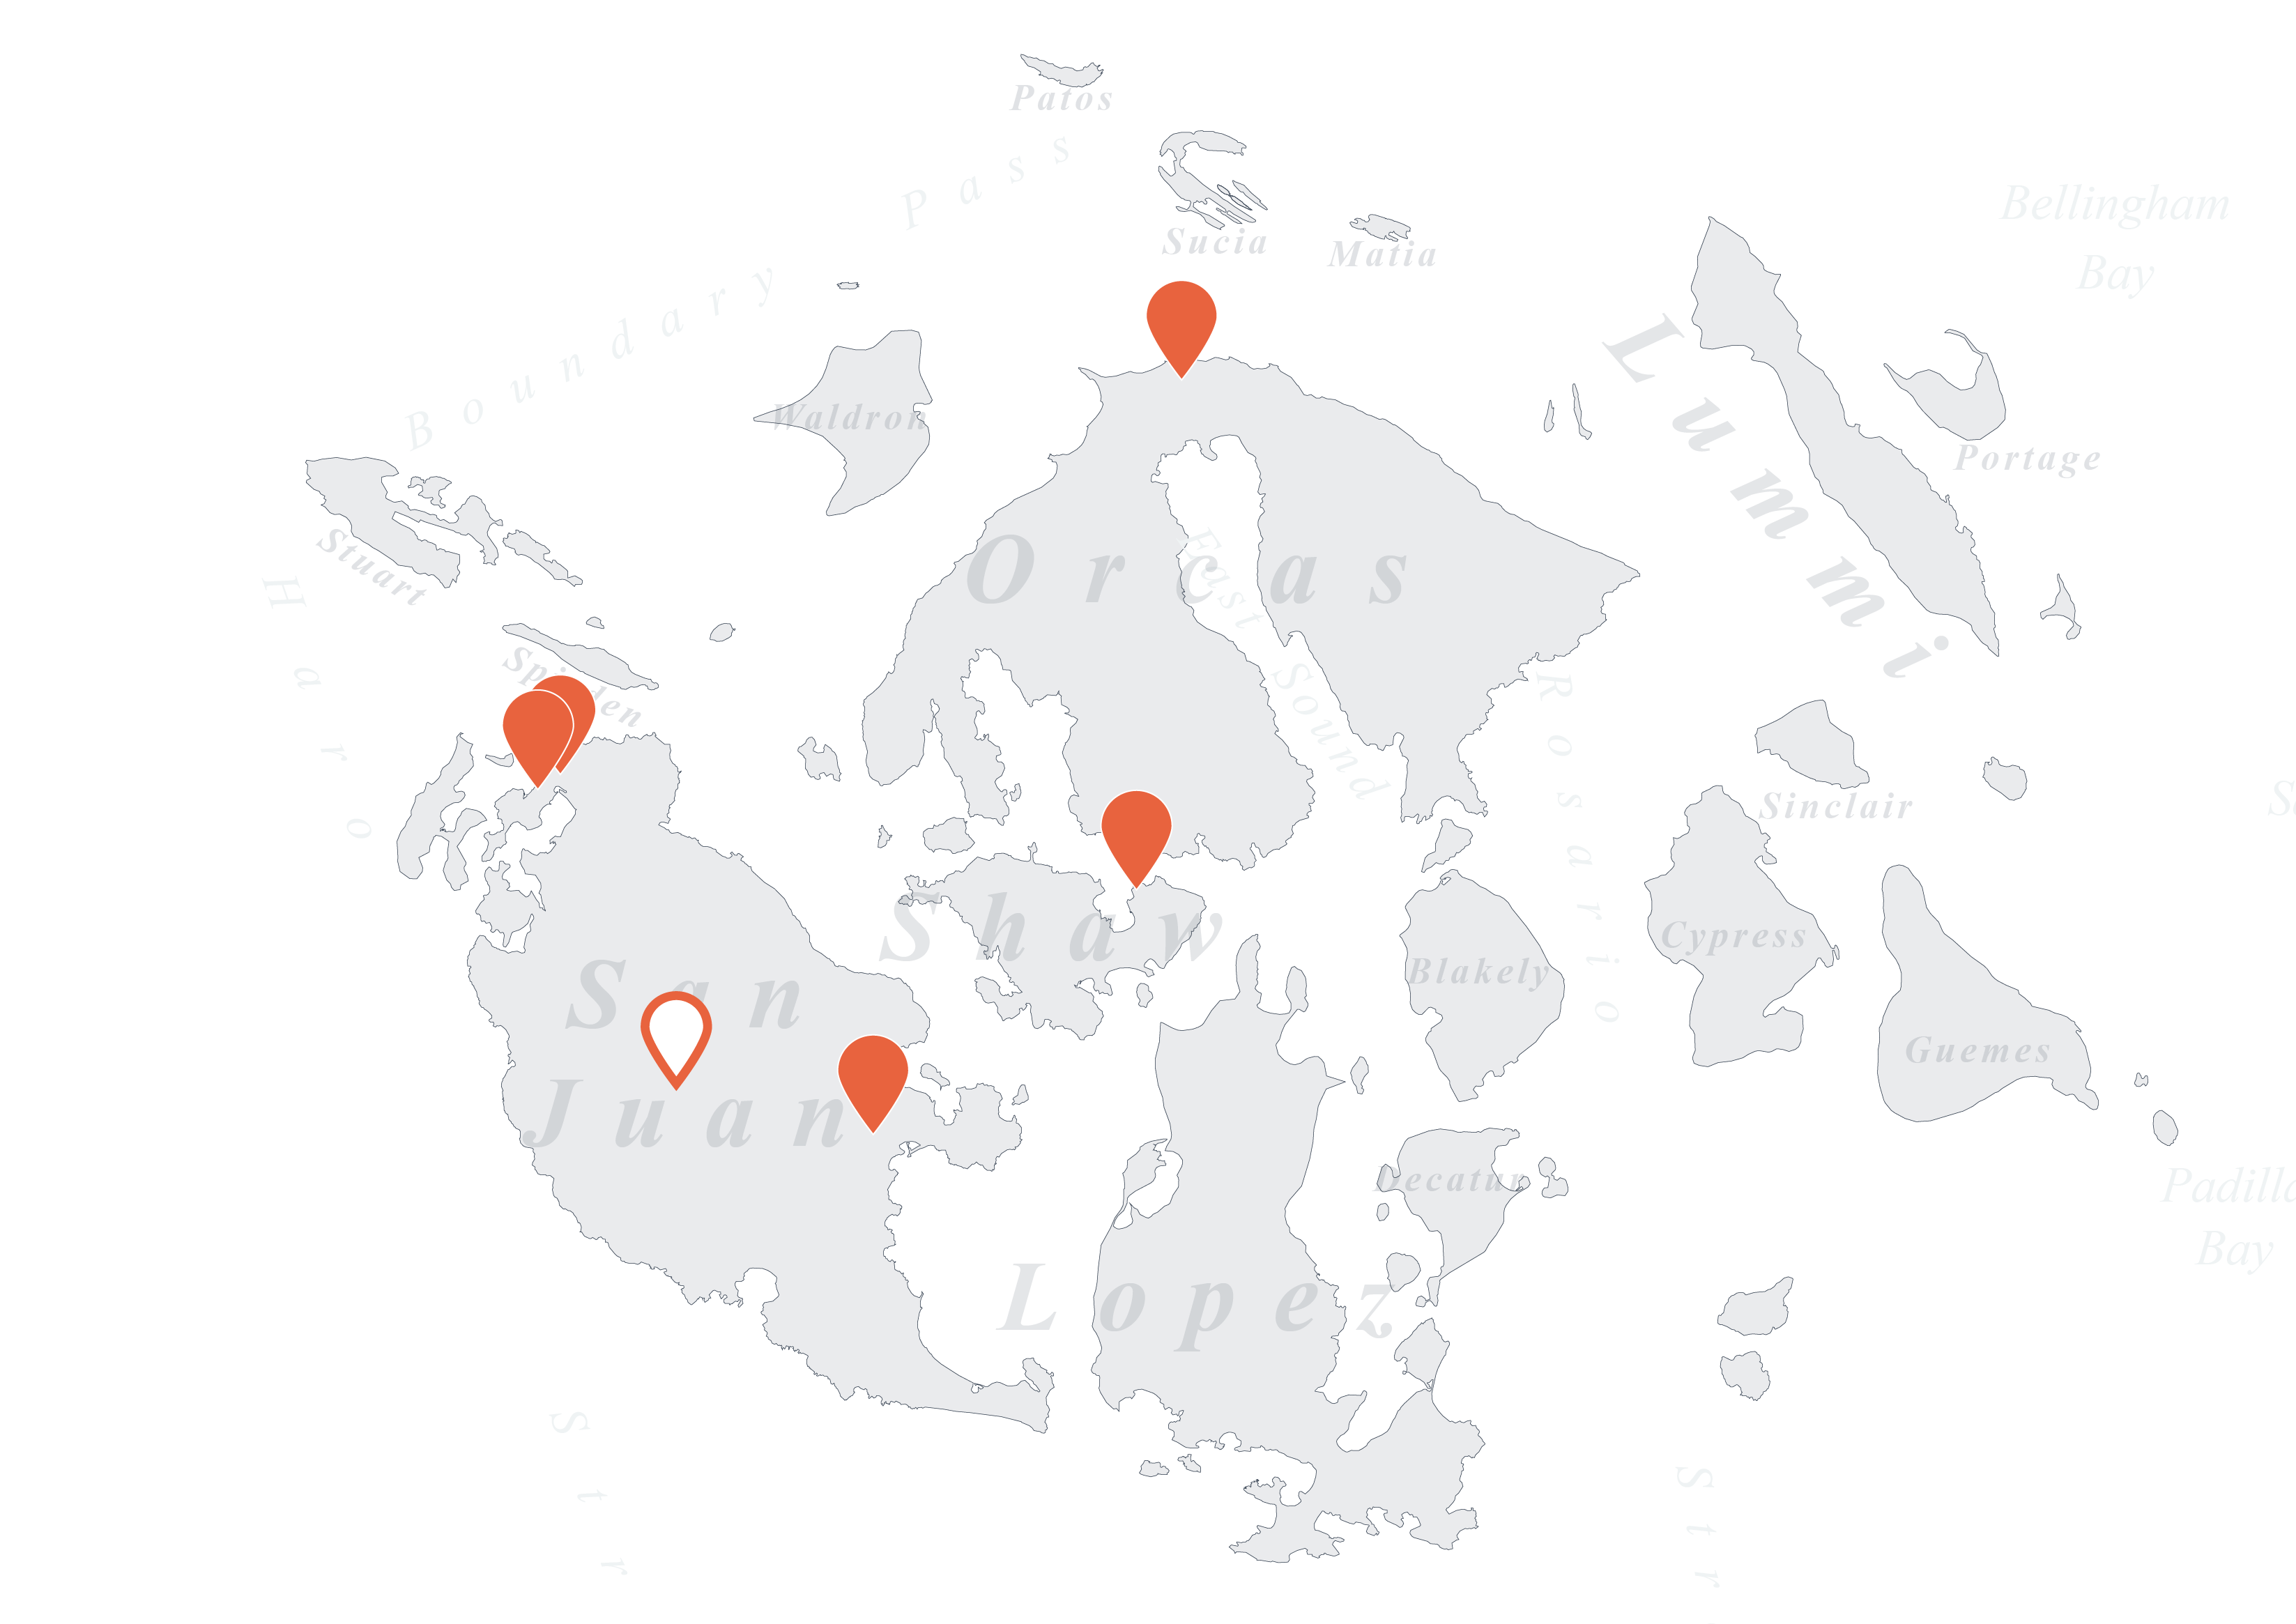 Patos
Boundary Pass
Sucia
Matia
Bellingham
Bay
Lummi
Waldron
Portage
Stuart
Orcas
East Sound
Haro
Spieden
Rosario
Sinclair
Shaw
Cypress
Blakely
San
Juan
Guemes
Decatur
Padilla
Bay
Lopez
Str
Str